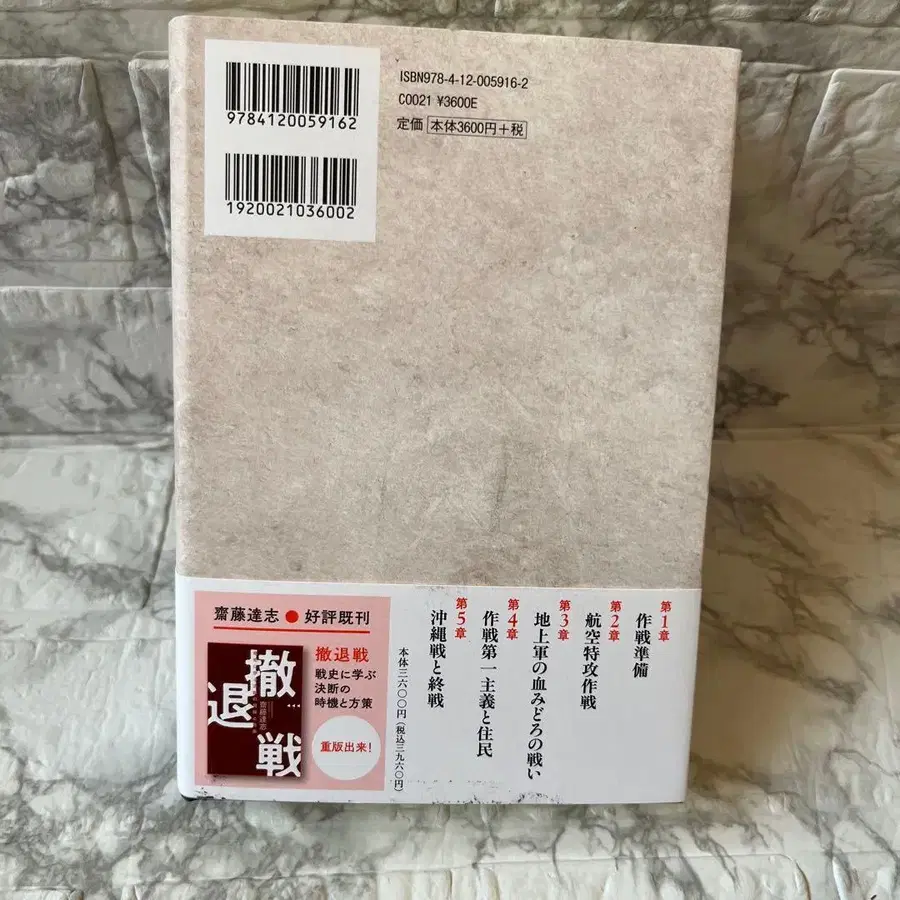 9784120059162
1920021036002
ISBN978-4-12-005916-2
C0021 ¥3600E
定価 本体3600円+税
第1章
作戦準備
第2章
航空特攻作戦
第3章
地上軍の血みどろの戦い
第4章
作戦第一主義と住民
第5章
沖縄戦と終戦
本体三六〇〇円(税込三九六〇円)
齋藤達志●好評既刊
撤退戦
戦史に学ぶ
決断の
時機と方策
重版出来!
撤退戦
齋藤達志